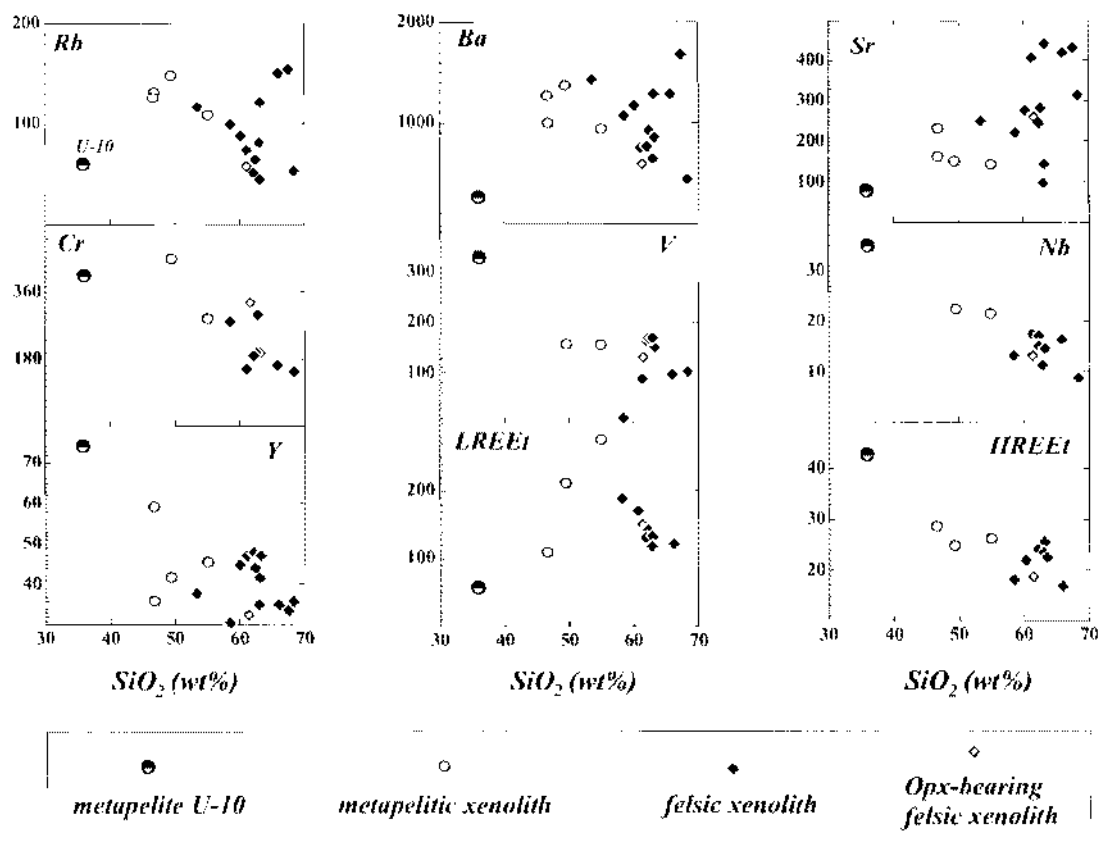 200
Rb
100
U-10
2000
Ba
1000
Sr
400
300
200
100
Cr
360
180
V
300
200
100
Nb
30
20
10
Y
70
60
50
40
30 40 50 60 70
SiO2 (wt%)
LREEt
200
100
30 40 50 60 70
SiO2 (wt%)
HREEt
40
30
20
30 40 50 60 70
SiO2 (wt%)
metapelite U-10
metapelitic xenolith
felsic xenolith
Opx-bearing
felsic xenolith